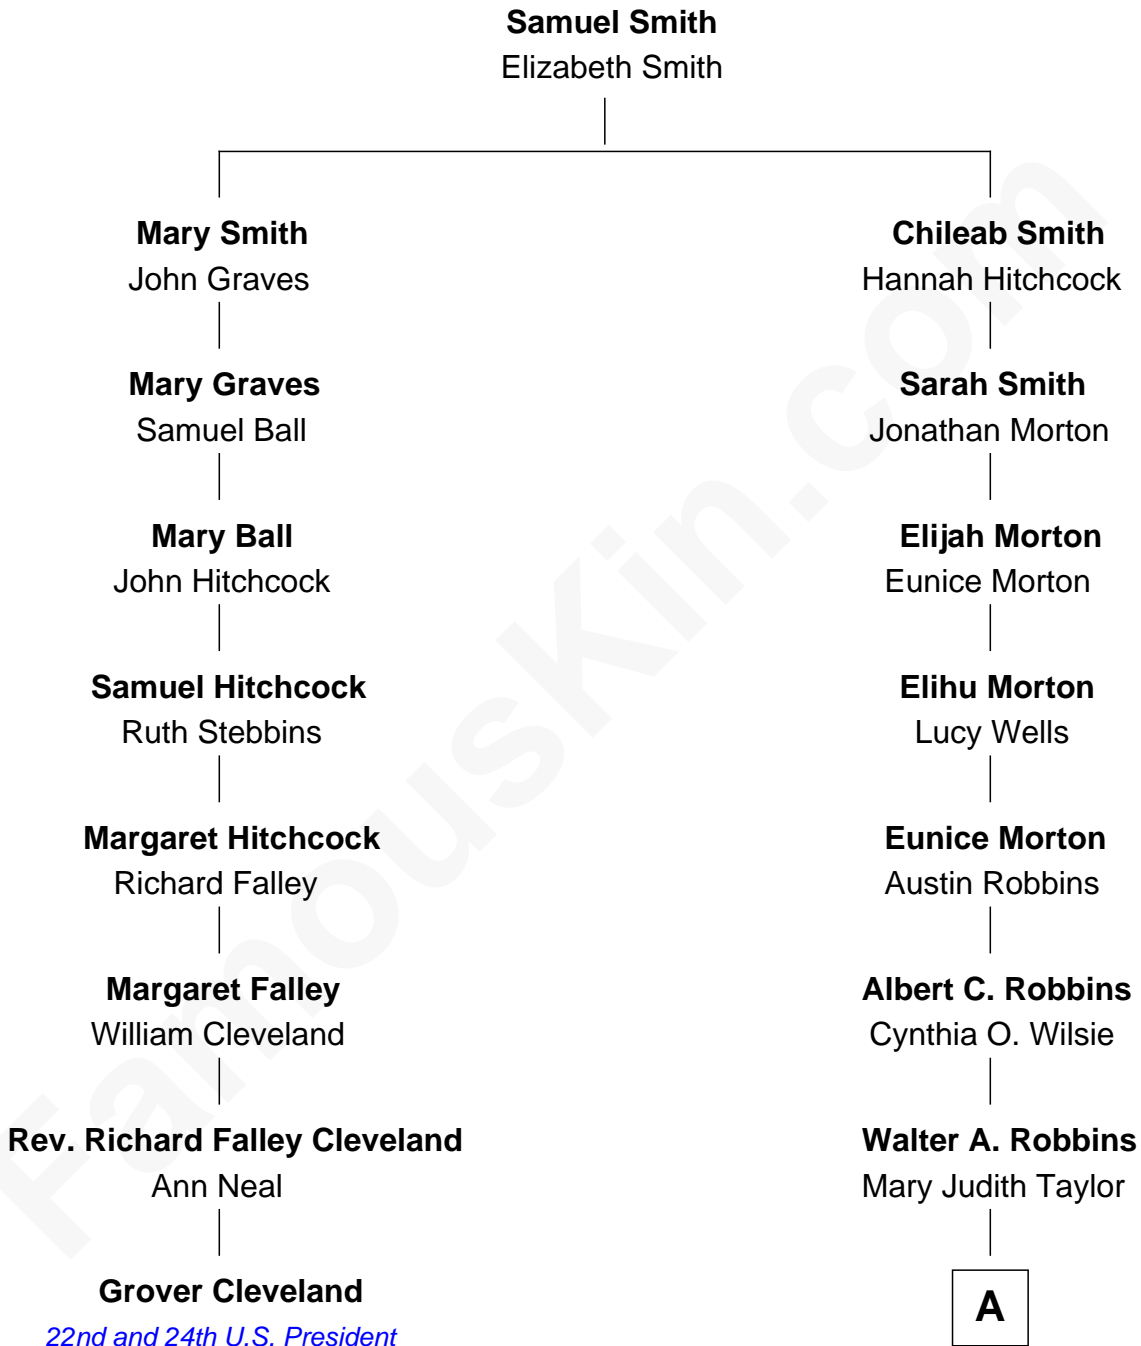 Samuel Smith
Elizabeth Smith
Mary Smith
John Graves
Chileab Smith
Hannah Hitchcock
Mary Graves
Samuel Ball
Sarah Smith
Jonathan Morton
Mary Ball
John Hitchcock
Elijah Morton
Eunice Morton
Samuel Hitchcock
Ruth Stebbins
Elihu Morton
Lucy Wells
Margaret Hitchcock
Richard Falley
Eunice Morton
Austin Robbins
Margaret Falley
William Cleveland
Albert C. Robbins
Cynthia O. Wilsie
Rev. Richard Falley Cleveland
Ann Neal
Walter A. Robbins
Mary Judith Taylor
Grover Cleveland
22nd and 24th U.S. President
A
FamousKin.com